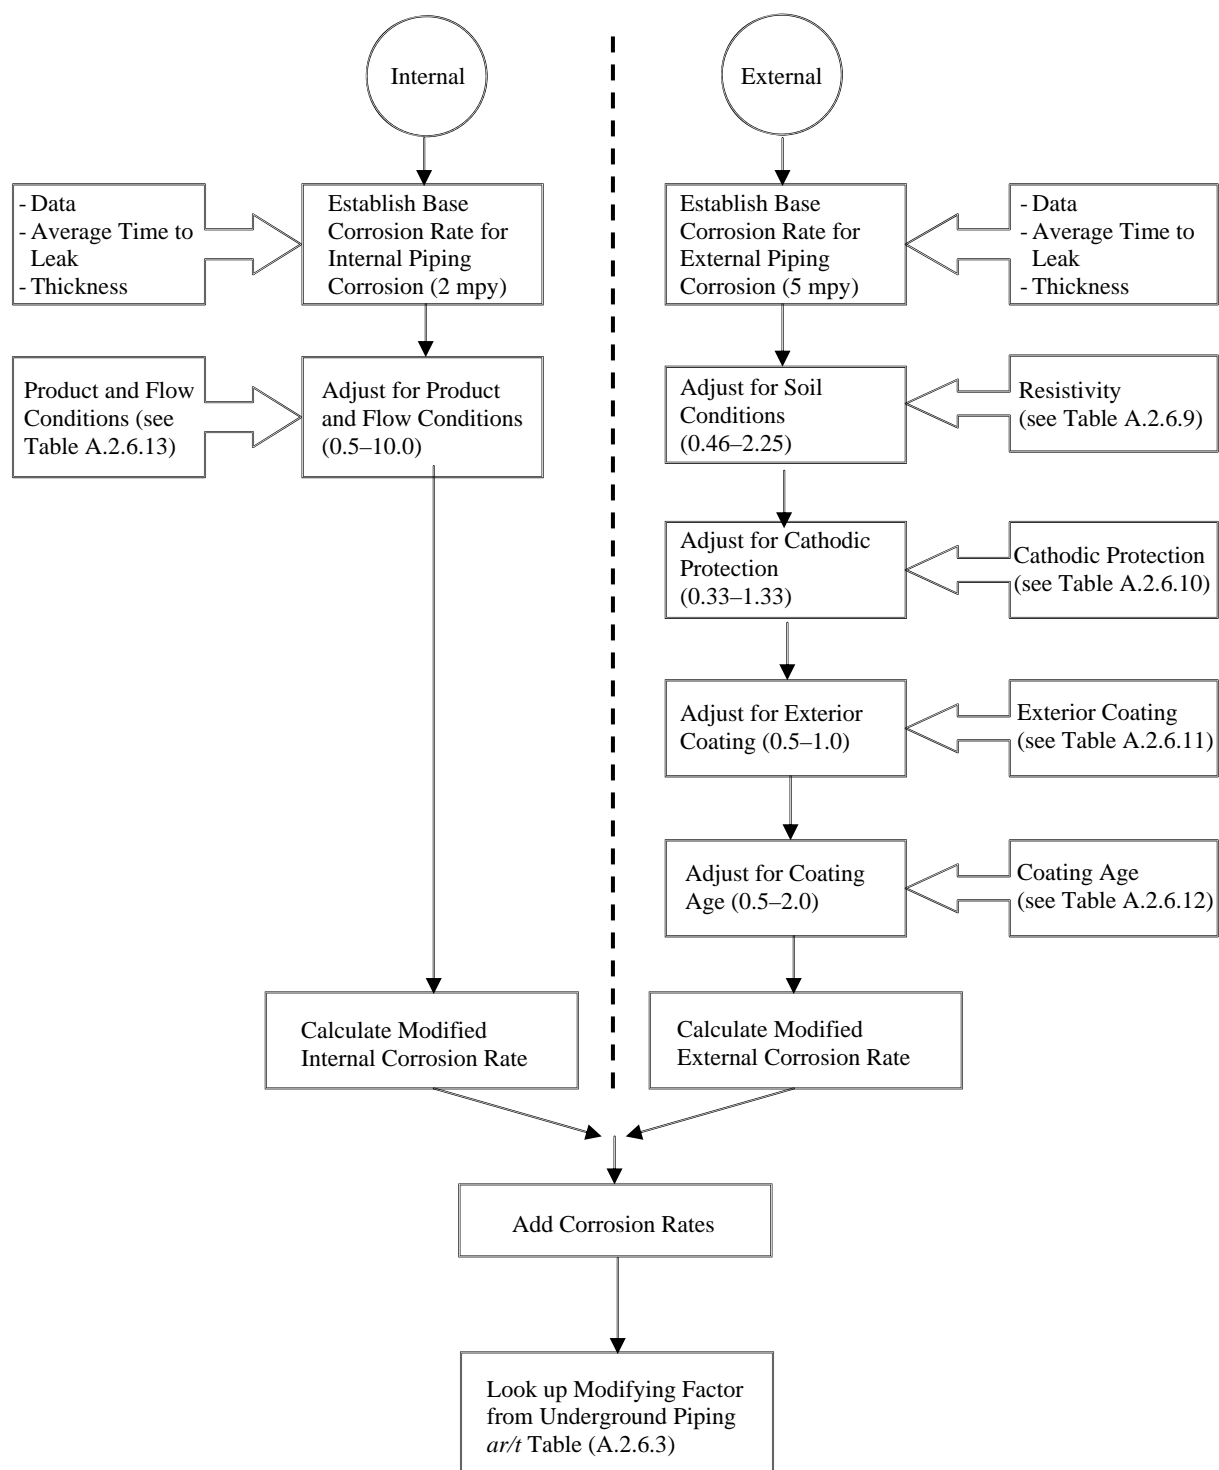 Internal
External
- Data
- Average Time to
Leak
- Thickness
Establish Base
Corrosion Rate for
Internal Piping
Corrosion (2 mpy)
Establish Base
Corrosion Rate for
External Piping
Corrosion (5 mpy)
- Data
- Average Time to
Leak
- Thickness
Product and Flow
Conditions (see
Table A.2.6.13)
Adjust for Product
and Flow Conditions
(0.5–10.0)
Adjust for Soil
Conditions
(0.46–2.25)
Resistivity
(see Table A.2.6.9)
Adjust for Cathodic
Protection
(0.33–1.33)
Cathodic Protection
(see Table A.2.6.10)
Adjust for Exterior
Coating (0.5–1.0)
Exterior Coating
(see Table A.2.6.11)
Adjust for Coating
Age (0.5–2.0)
Coating Age
(see Table A.2.6.12)
Calculate Modified
Internal Corrosion Rate
Calculate Modified
External Corrosion Rate
Add Corrosion Rates
Look up Modifying Factor
from Underground Piping
ar/t Table (A.2.6.3)